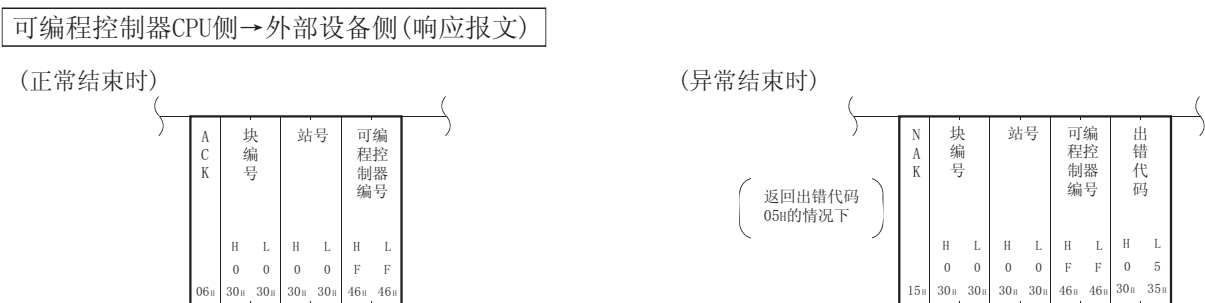 可编程控制器CPU侧→外部设备侧(响应报文)
(正常结束时)
A C K
块编号
站号
可编程控制器编号
H L H L H L
0 0 0 0 F F
06H 30H 30H 30H 30H 46H 46H
(异常结束时)
返回出错代码
05H的情况下
N A K
块编号
站号
可编程控制器编号
出错代码
H L H L H L H L
0 0 0 0 F F 0 5
15H 30H 30H 30H 30H 46H 46H 30H 35H